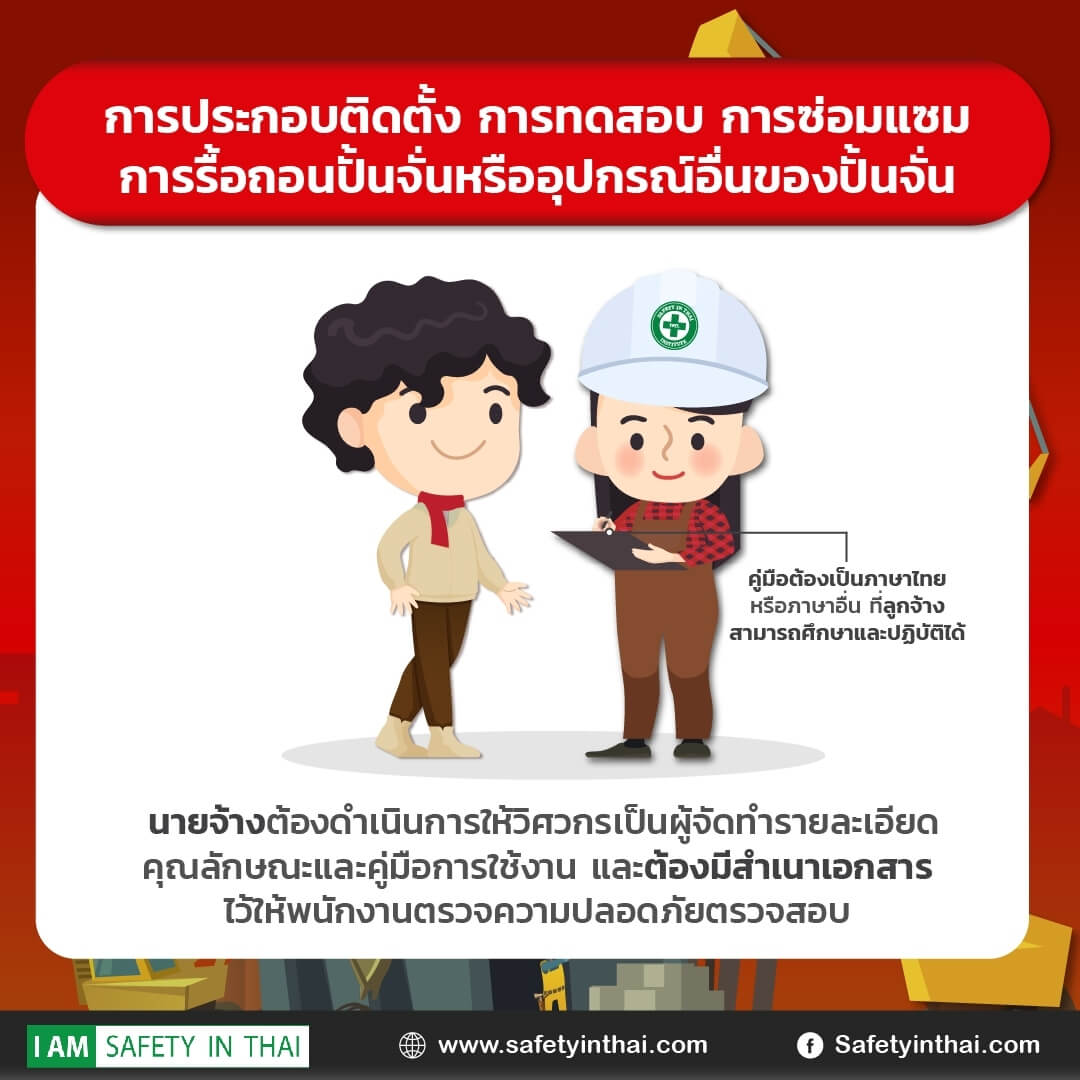 การประกอบติดตั้ง การทดสอบ การซ่อมแซม
การรื้อถอนปั้นจั่นหรืออุปกรณ์อื่นของปั้นจั่น
SAFETY IN THAI
INSTITUTE
คู่มือต้องเป็นภาษาไทย
หรือภาษาอื่น ที่ลูกจ้าง
สามารถศึกษาและปฏิบัติได้
นายจ้างต้องดำเนินการให้วิศวกรเป็นผู้จัดทำรายละเอียด
คุณลักษณะและคู่มือการใช้งาน และต้องมีสำเนาเอกสาร
ไว้ให้พนักงานตรวจความปลอดภัยตรวจสอบ
I AM SAFETY IN THAI
www.safetyinthai.com
Safetyinthai.com